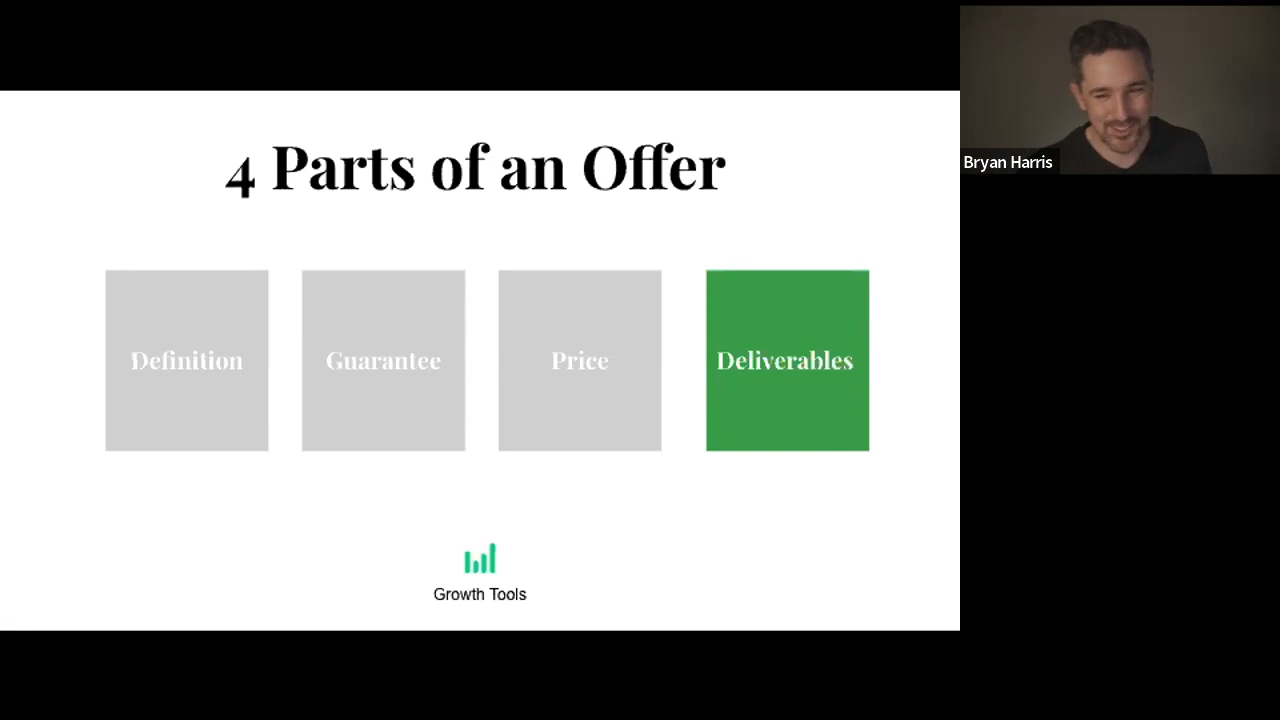 4 Parts of an Offer
Definition
Guarantee
Price
Deliverables
Growth Tools
Bryan Harris